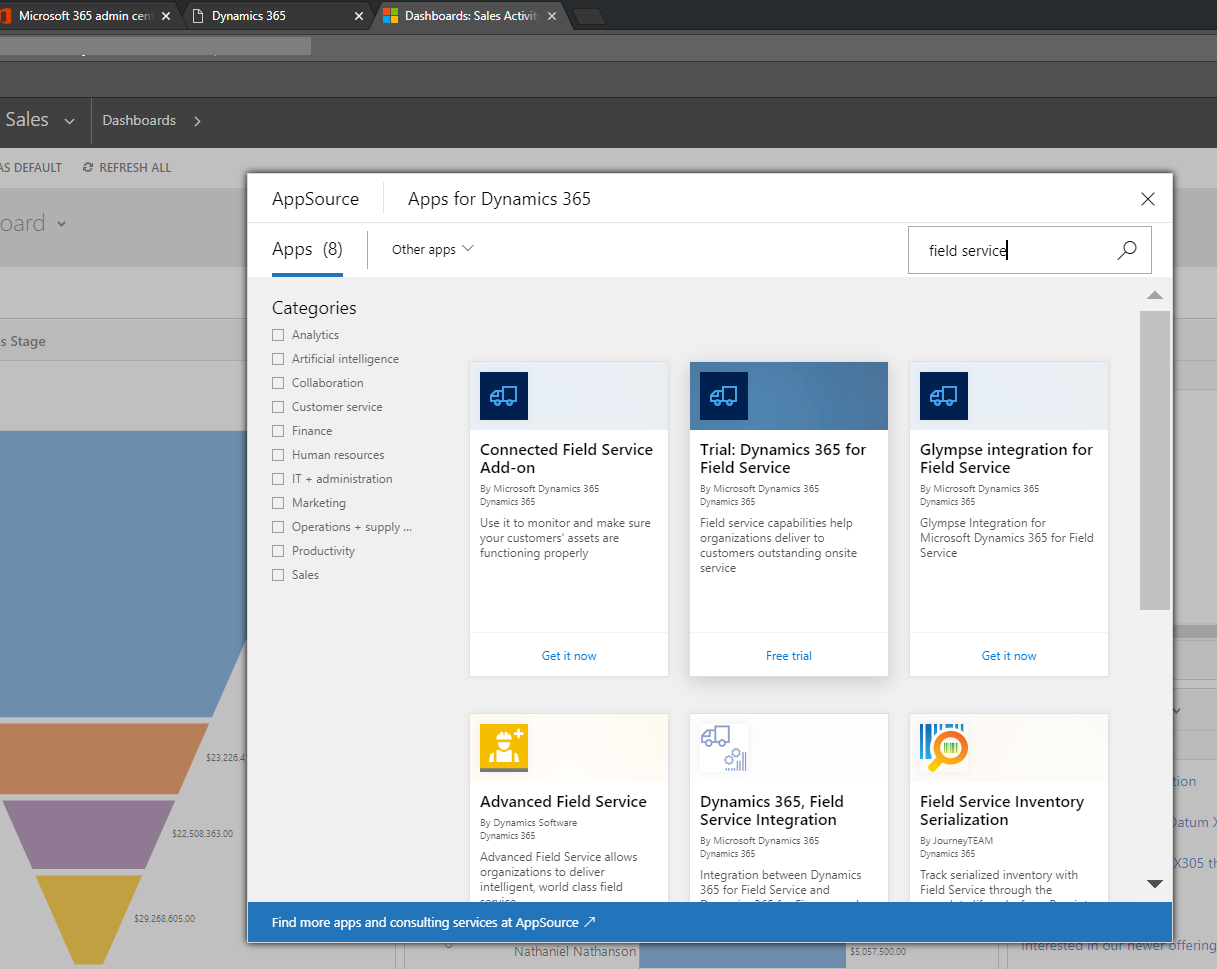 Microsoft 365 admin cen
Dynamics 365
Dashboards: Sales Activit
Sales
Dashboards
AS DEFAULT
REFRESH ALL
oard
s Stage
$23,226,4
$22,508,363.00
$29,268,605.00
AppSource
Apps for Dynamics 365
Apps (8)
Other apps
field service
Categories
Analytics
Artificial intelligence
Collaboration
Customer service
Finance
Human resources
IT + administration
Marketing
Operations + supply ...
Productivity
Sales
Connected Field Service
Add-on
By Microsoft Dynamics 365
Dynamics 365
Use it to monitor and make sure
your customers' assets are
functioning properly
Get it now
Trial: Dynamics 365 for
Field Service
By Microsoft Dynamics 365
Dynamics 365
Field service capabilities help
organizations deliver to
customers outstanding onsite
service
Free trial
Glympse integration for
Field Service
By Microsoft Dynamics 365
Dynamics 365
Glympse Integration for
Microsoft Dynamics 365 for Field
Service
Get it now
Advanced Field Service
By Dynamics Software
Dynamics 365
Advanced Field Service allows
organizations to deliver
intelligent, world class field
Dynamics 365, Field
Service Integration
By Microsoft Dynamics 365
Dynamics 365
Integration between Dynamics
365 for Field Service and
Field Service Inventory
Serialization
By JourneyTEAM
Dynamics 365
Track serialized inventory with
Field Service through the
Find more apps and consulting services at AppSource
tion
Datum X
X305 th
Nathaniel Nathanson
$5,057,500.00
Interested in our newer offering